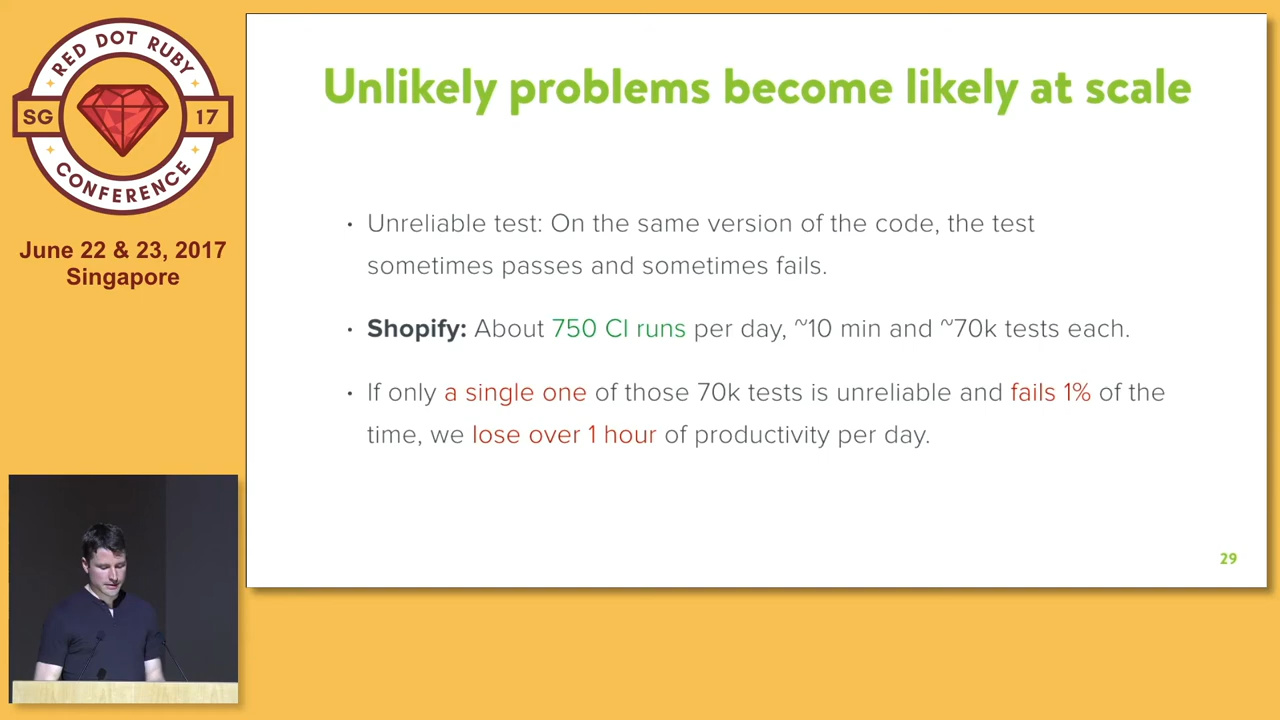 RED DOT RUBY
SG 17
CONFERENCE
June 22 & 23, 2017
Singapore
Unlikely problems become likely at scale
• Unreliable test: On the same version of the code, the test
sometimes passes and sometimes fails.
• Shopify: About 750 CI runs per day, ~10 min and ~70k tests each.
• If only a single one of those 70k tests is unreliable and fails 1% of the
time, we lose over 1 hour of productivity per day.
29